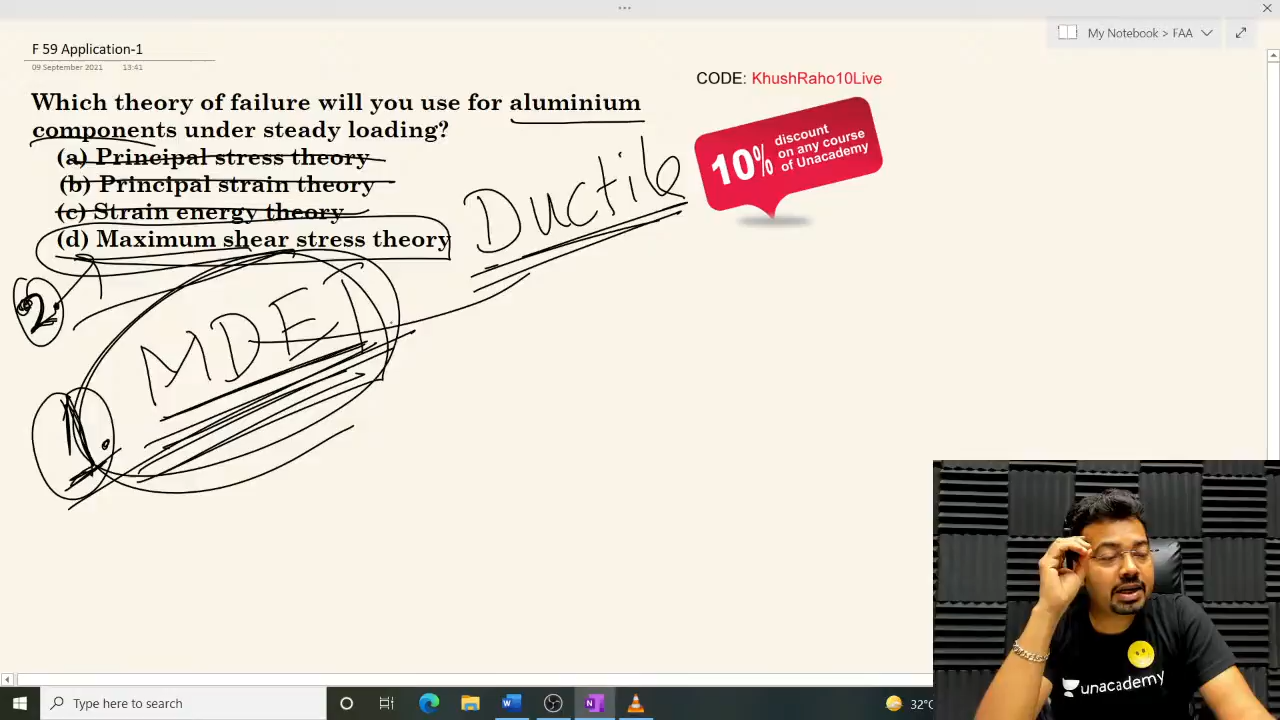 F 59 Application-1
09 September 2021 13:41
My Notebook > FAA
CODE: KhushRaho10Live
10% discount
on any course
of Unacademy
Which theory of failure will you use for aluminium
components under steady loading?
(a) Principal stress theory
(b) Principal strain theory
(c) Strain energy theory
(d) Maximum shear stress theory
Ductile
2
MDET
1.
unacademy
Type here to search
32°C